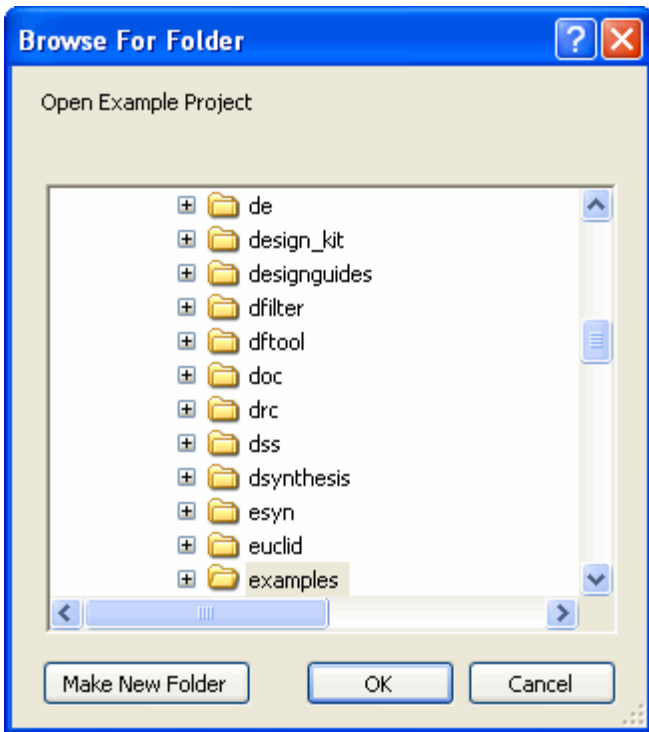 Browse For Folder
Open Example Project
de
design_kit
designguides
dfilter
dftool
doc
drc
dss
dsynthesis
esyn
euclid
examples
Make New Folder
OK
Cancel